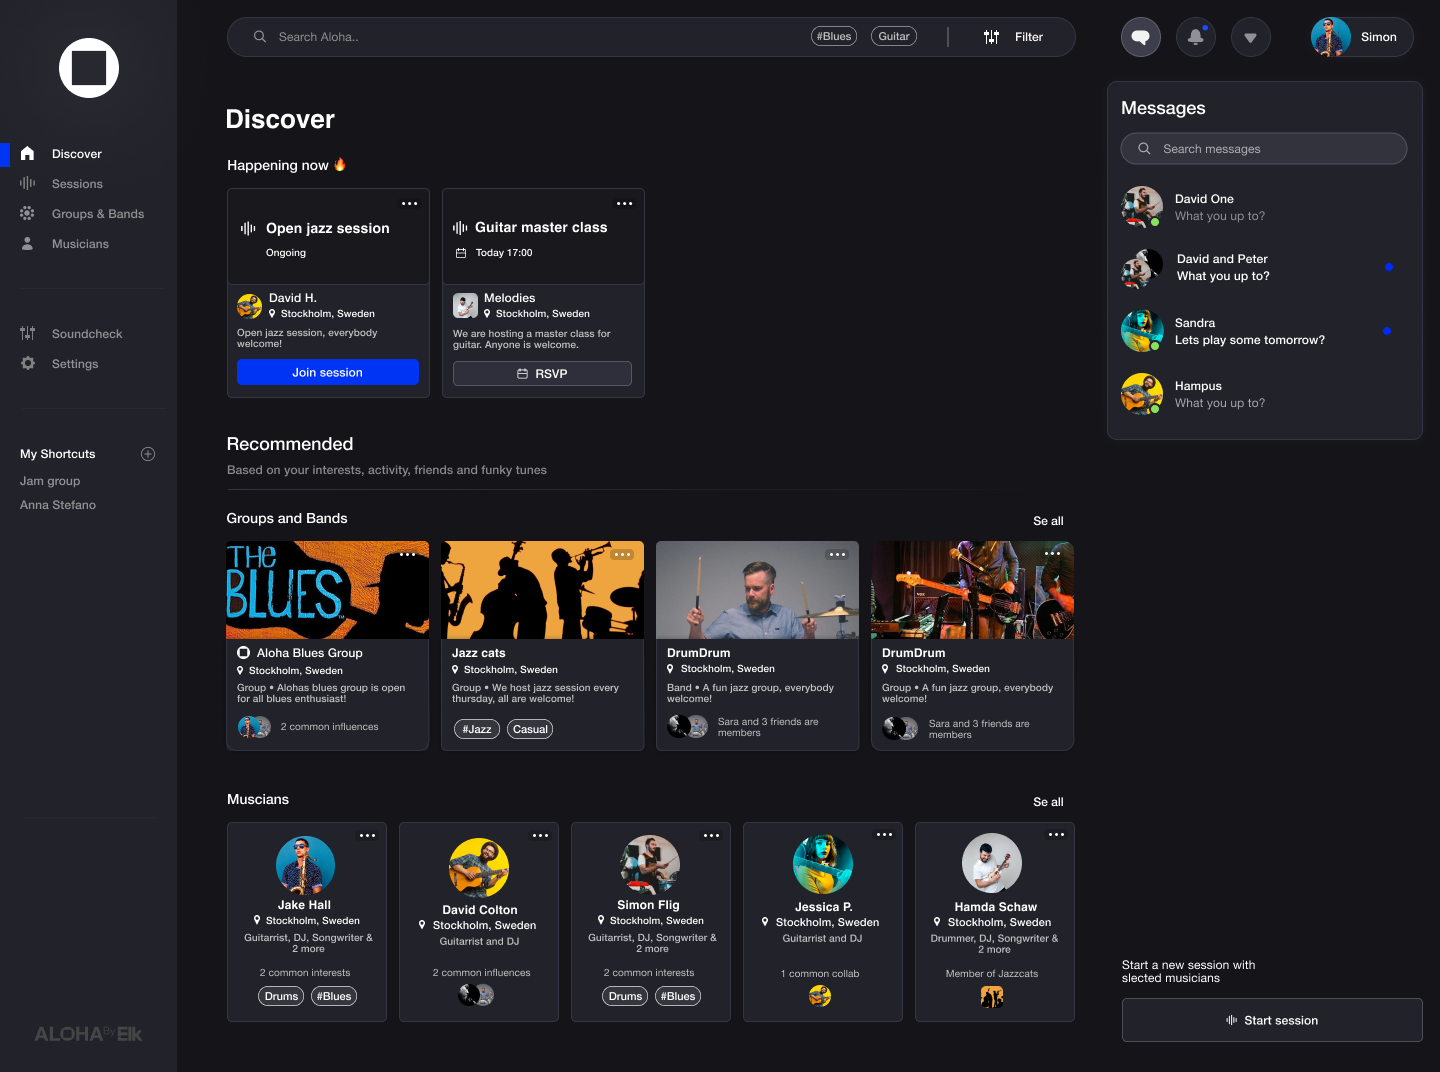 Search Aloha..
#Blues
Guitar
Filter
Simon
Discover
Sessions
Groups & Bands
Musicians
Soundcheck
Settings
My Shortcuts
Jam group
Anna Stefano
ALOHA By Elk
Discover
Happening now 🔥
Open jazz session
Ongoing
David H.
Stockholm, Sweden
Open jazz session, everybody
welcome!
Join session
Guitar master class
Today 17:00
Melodies
Stockholm, Sweden
We are hosting a master class for
guitar. Anyone is welcome.
RSVP
Recommended
Based on your interests, activity, friends and funky tunes
Groups and Bands
Se all
THE
BLUES
TM
Aloha Blues Group
Stockholm, Sweden
Group • Alohas blues group is open
for all blues enthusiast!
2 common influences
Jazz cats
Stockholm, Sweden
Group • We host jazz session every
thursday, all are welcome!
#Jazz
Casual
DrumDrum
Stockholm, Sweden
Band • A fun jazz group, everybody
welcome!
Sara and 3 friends are
members
VOX
DrumDrum
Stockholm, Sweden
Group • A fun jazz group, everybody
welcome!
Sara and 3 friends are
members
Muscians
Se all
Jake Hall
Stockholm, Sweden
Guitarrist, DJ, Songwriter &
2 more
2 common interests
Drums
#Blues
David Colton
Stockholm, Sweden
Guitarrist and DJ
2 common influences
Simon Flig
Stockholm, Sweden
Guitarrist, DJ, Songwriter &
2 more
2 common interests
Drums
#Blues
Jessica P.
Stockholm, Sweden
Guitarrist and DJ
1 common collab
Hamda Schaw
Stockholm, Sweden
Drummer, DJ, Songwriter &
2 more
Member of Jazzcats
Messages
Search messages
David One
What you up to?
David and Peter
What you up to?
Sandra
Lets play some tomorrow?
Hampus
What you up to?
Start a new session with
slected musicians
Start session